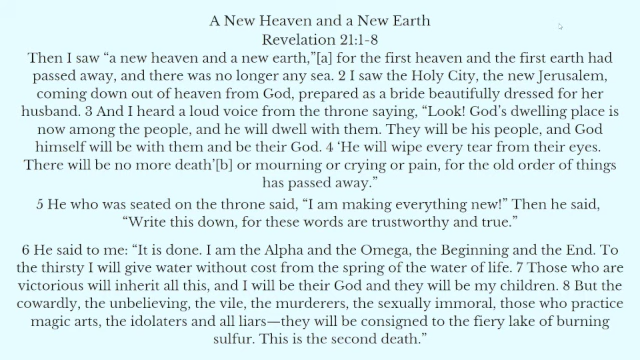 A New Heaven and a New Earth
Revelation 21:1-8
Then I saw “a new heaven and a new earth,”[a] for the first heaven and the first earth had
passed away, and there was no longer any sea. 2 I saw the Holy City, the new Jerusalem,
coming down out of heaven from God, prepared as a bride beautifully dressed for her
husband. 3 And I heard a loud voice from the throne saying, “Look! God’s dwelling place is
now among the people, and he will dwell with them. They will be his people, and God
himself will be with them and be their God. 4 ‘He will wipe every tear from their eyes.
There will be no more death’[b] or mourning or crying or pain, for the old order of things
has passed away.”
5 He who was seated on the throne said, “I am making everything new!” Then he said,
“Write this down, for these words are trustworthy and true.”
6 He said to me: “It is done. I am the Alpha and the Omega, the Beginning and the End. To
the thirsty I will give water without cost from the spring of the water of life. 7 Those who are
victorious will inherit all this, and I will be their God and they will be my children. 8 But the
cowardly, the unbelieving, the vile, the murderers, the sexually immoral, those who practice
magic arts, the idolaters and all liars—they will be consigned to the fiery lake of burning
sulfur. This is the second death.”